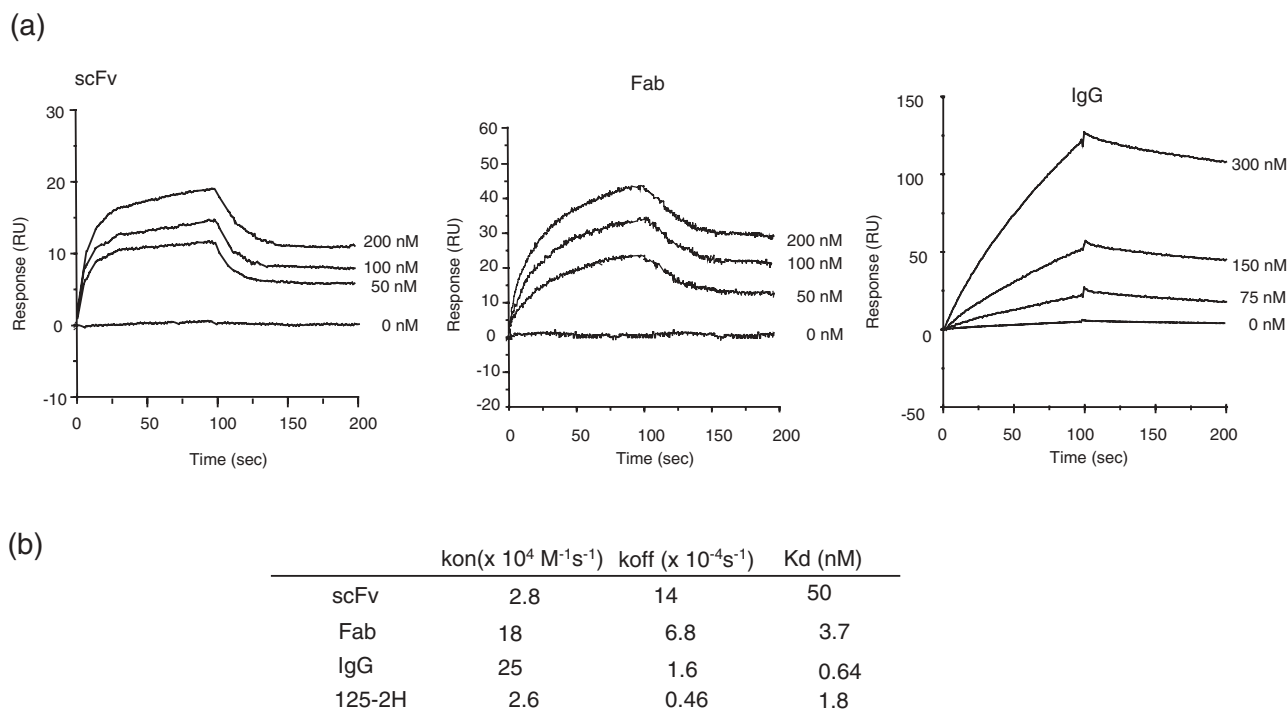 (a)
scFv
30
20
10
0
-10
Response (RU)
0 50 100 150 200
Time (sec)
200 nM
100 nM
50 nM
0 nM
Fab
60
50
40
30
20
10
0
-10
-20
Response (RU)
0 50 100 150 200
Time (sec)
200 nM
100 nM
50 nM
0 nM
IgG
150
100
50
0
-50
Response (RU)
0 50 100 150 200
Time (sec)
300 nM
150 nM
75 nM
0 nM
(b)
kon(x 10⁴ M⁻¹s⁻¹) koff (x 10⁻⁴s⁻¹) Kd (nM)
scFv 2.8 14 50
Fab 18 6.8 3.7
IgG 25 1.6 0.64
125-2H 2.6 0.46 1.8